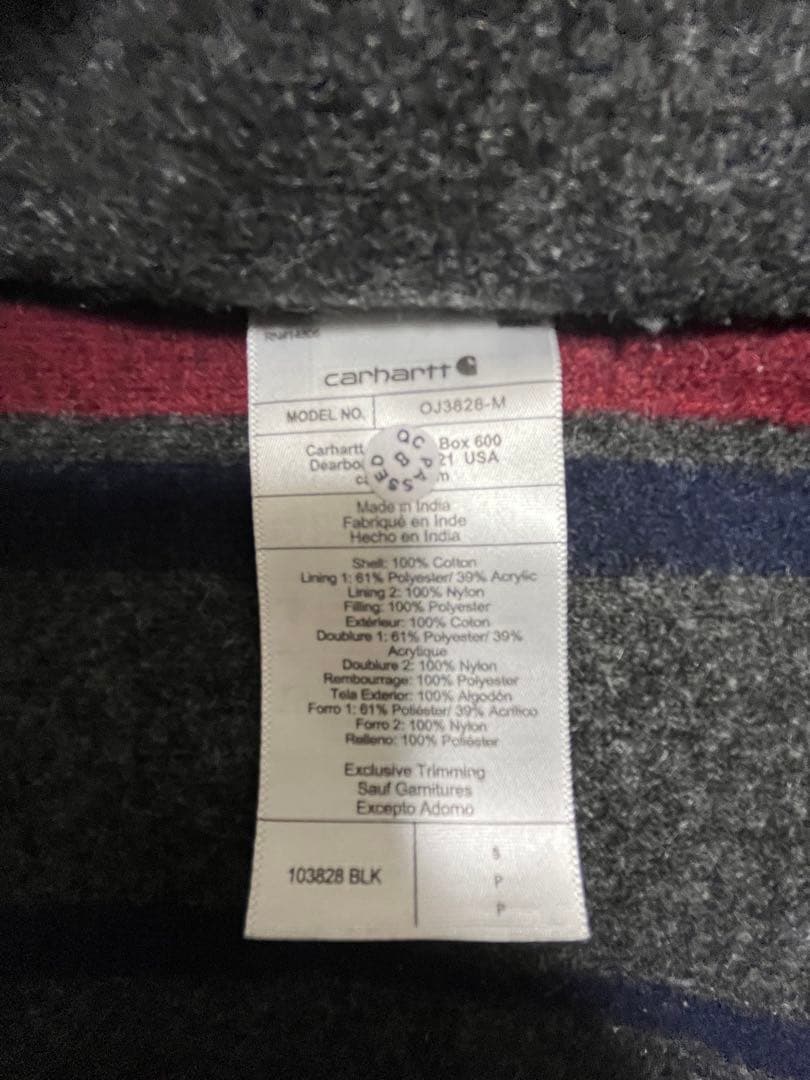 carhartt
MODEL NO. OJ3828-M
Carhartt Box 600
21 USA
QC PASSED B
Made in India
Fabriqué en Inde
Hecho en India
Shell: 100% Cotton
Lining 1: 61% Polyester/ 39% Acrylic
Lining 2: 100% Nylon
Filling: 100% Polyester
Extérieur: 100% Coton
Doublure 1: 61% Polyester/ 39%
Acrylique
Doublure 2: 100% Nylon
Rembourrage: 100% Polyester
Tela Exterior: 100% Algodón
Forro 1: 61% Poliéster/ 39% Acrílico
Forro 2: 100% Nylon
Relleno: 100% Poliéster
Exclusive Trimming
Sauf Garnitures
Excepto Adorno
103828 BLK
S
P
P